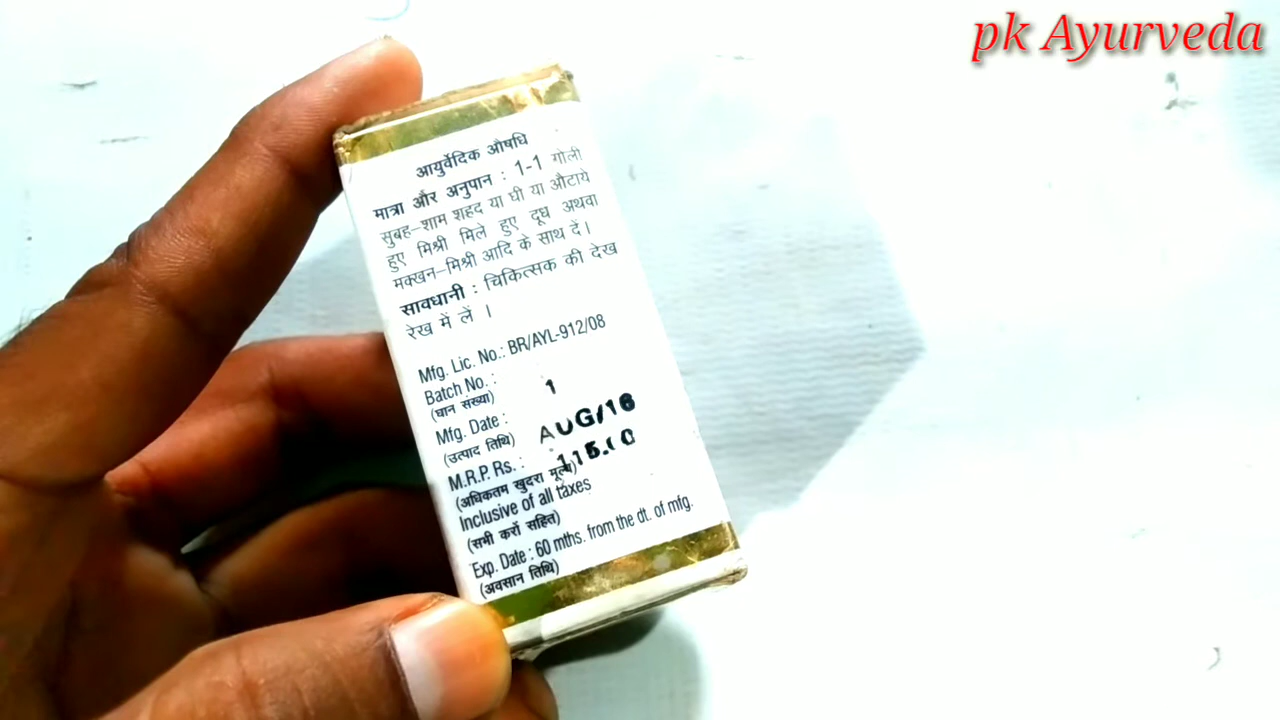 pk Ayurveda
आयुर्वेदिक औषधि
मात्रा और अनुपान : 1-1 गोली
सुबह-शाम शहद या घी या औटाये
हुए मिश्री मिले हुए दूध अथवा
मक्खन-मिश्री आदि के साथ दें।
सावधानी : चिकित्सक की देख
रेख में लें ।
Mfg. Lic. No.: BR/AYL-912/08
Batch No. :
(घान संख्या) 1
Mfg. Date :
(उत्पाद तिथि) AUG/16
M.R.P. Rs. : 115.00
(अधिकतम खुदरा मूल्य)
Inclusive of all taxes
(सभी करों सहित)
Exp. Date : 60 mths. from the dt. of mfg.
(अवसान तिथि)